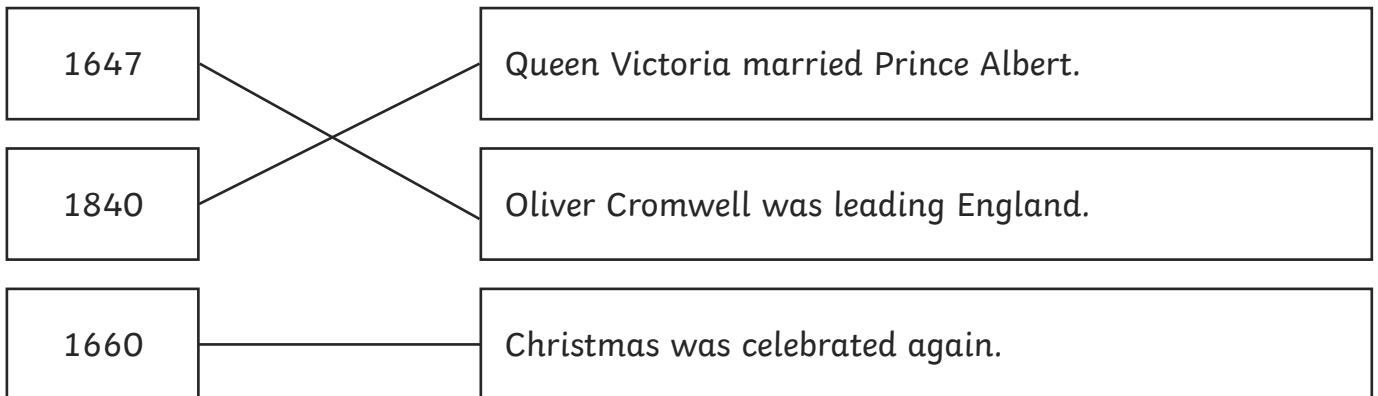 1647
Queen Victoria married Prince Albert.
1840
Oliver Cromwell was leading England.
1660
Christmas was celebrated again.